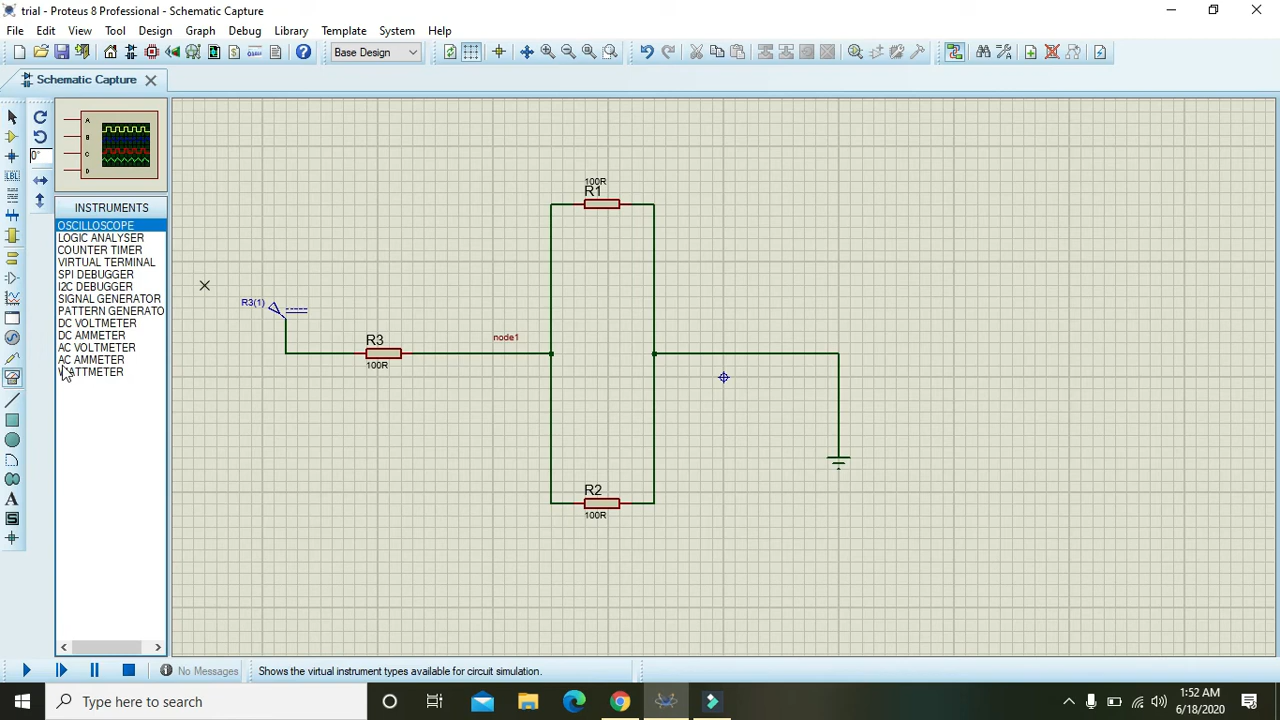 trial - Proteus 8 Professional - Schematic Capture
File Edit View Tool Design Graph Debug Library Template System Help
Base Design
Schematic Capture
A
B
C
D
LBL
0°
INSTRUMENTS
OSCILLOSCOPE
LOGIC ANALYSER
COUNTER TIMER
VIRTUAL TERMINAL
SPI DEBUGGER
I2C DEBUGGER
SIGNAL GENERATOR
PATTERN GENERATO
DC VOLTMETER
DC AMMETER
AC VOLTMETER
AC AMMETER
WATTMETER
A
S
100R
R1
R3(1)
R3
100R
node1
R2
100R
No Messages
Shows the virtual instrument types available for circuit simulation.
Type here to search
1:52 AM
6/18/2020